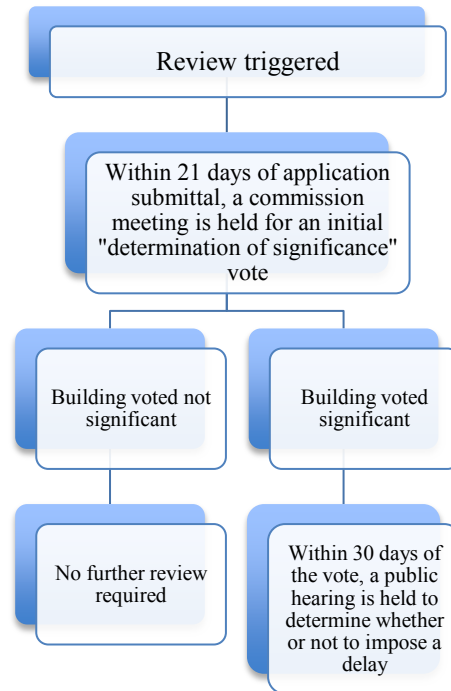 Review triggered
Within 21 days of application
submittal, a commission
meeting is held for an initial
"determination of significance"
vote
Building voted not
significant
Building voted
significant
No further review
required
Within 30 days of
the vote, a public
hearing is held to
determine whether
or not to impose a
delay